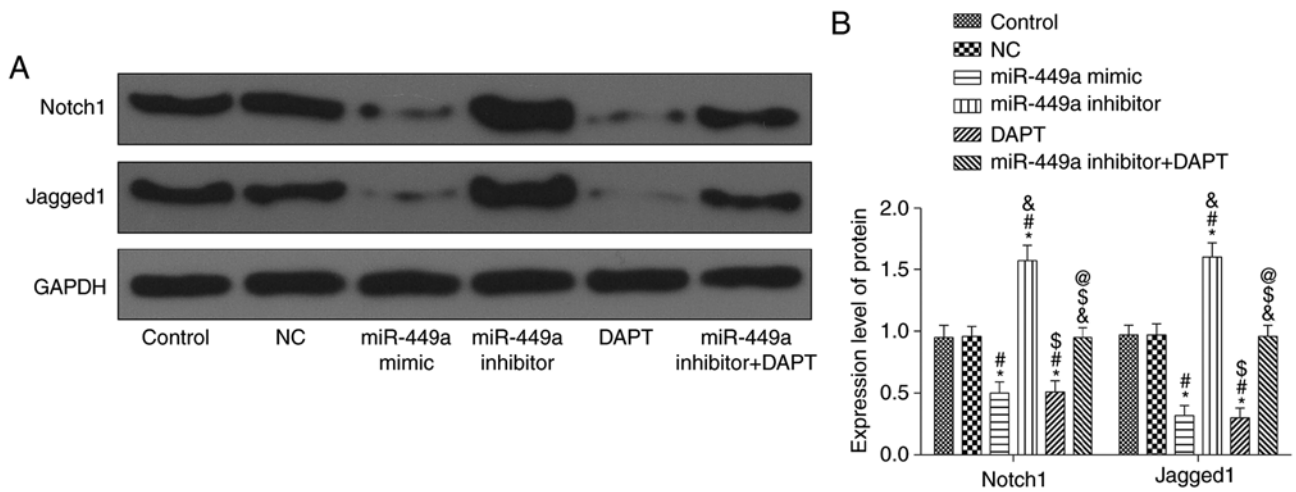 A
Notch1
Jagged1
GAPDH
Control NC miR-449a miR-449a DAPT miR-449a
mimic inhibitor inhibitor+DAPT
B
Control
NC
miR-449a mimic
miR-449a inhibitor
DAPT
miR-449a inhibitor+DAPT
Expression level of protein
2.0
1.5
1.0
0.5
0.0
#
*
&
#
*
$
#
*
@
$
&
#
*
&
#
*
$
#
*
@
$
&
Notch1 Jagged1